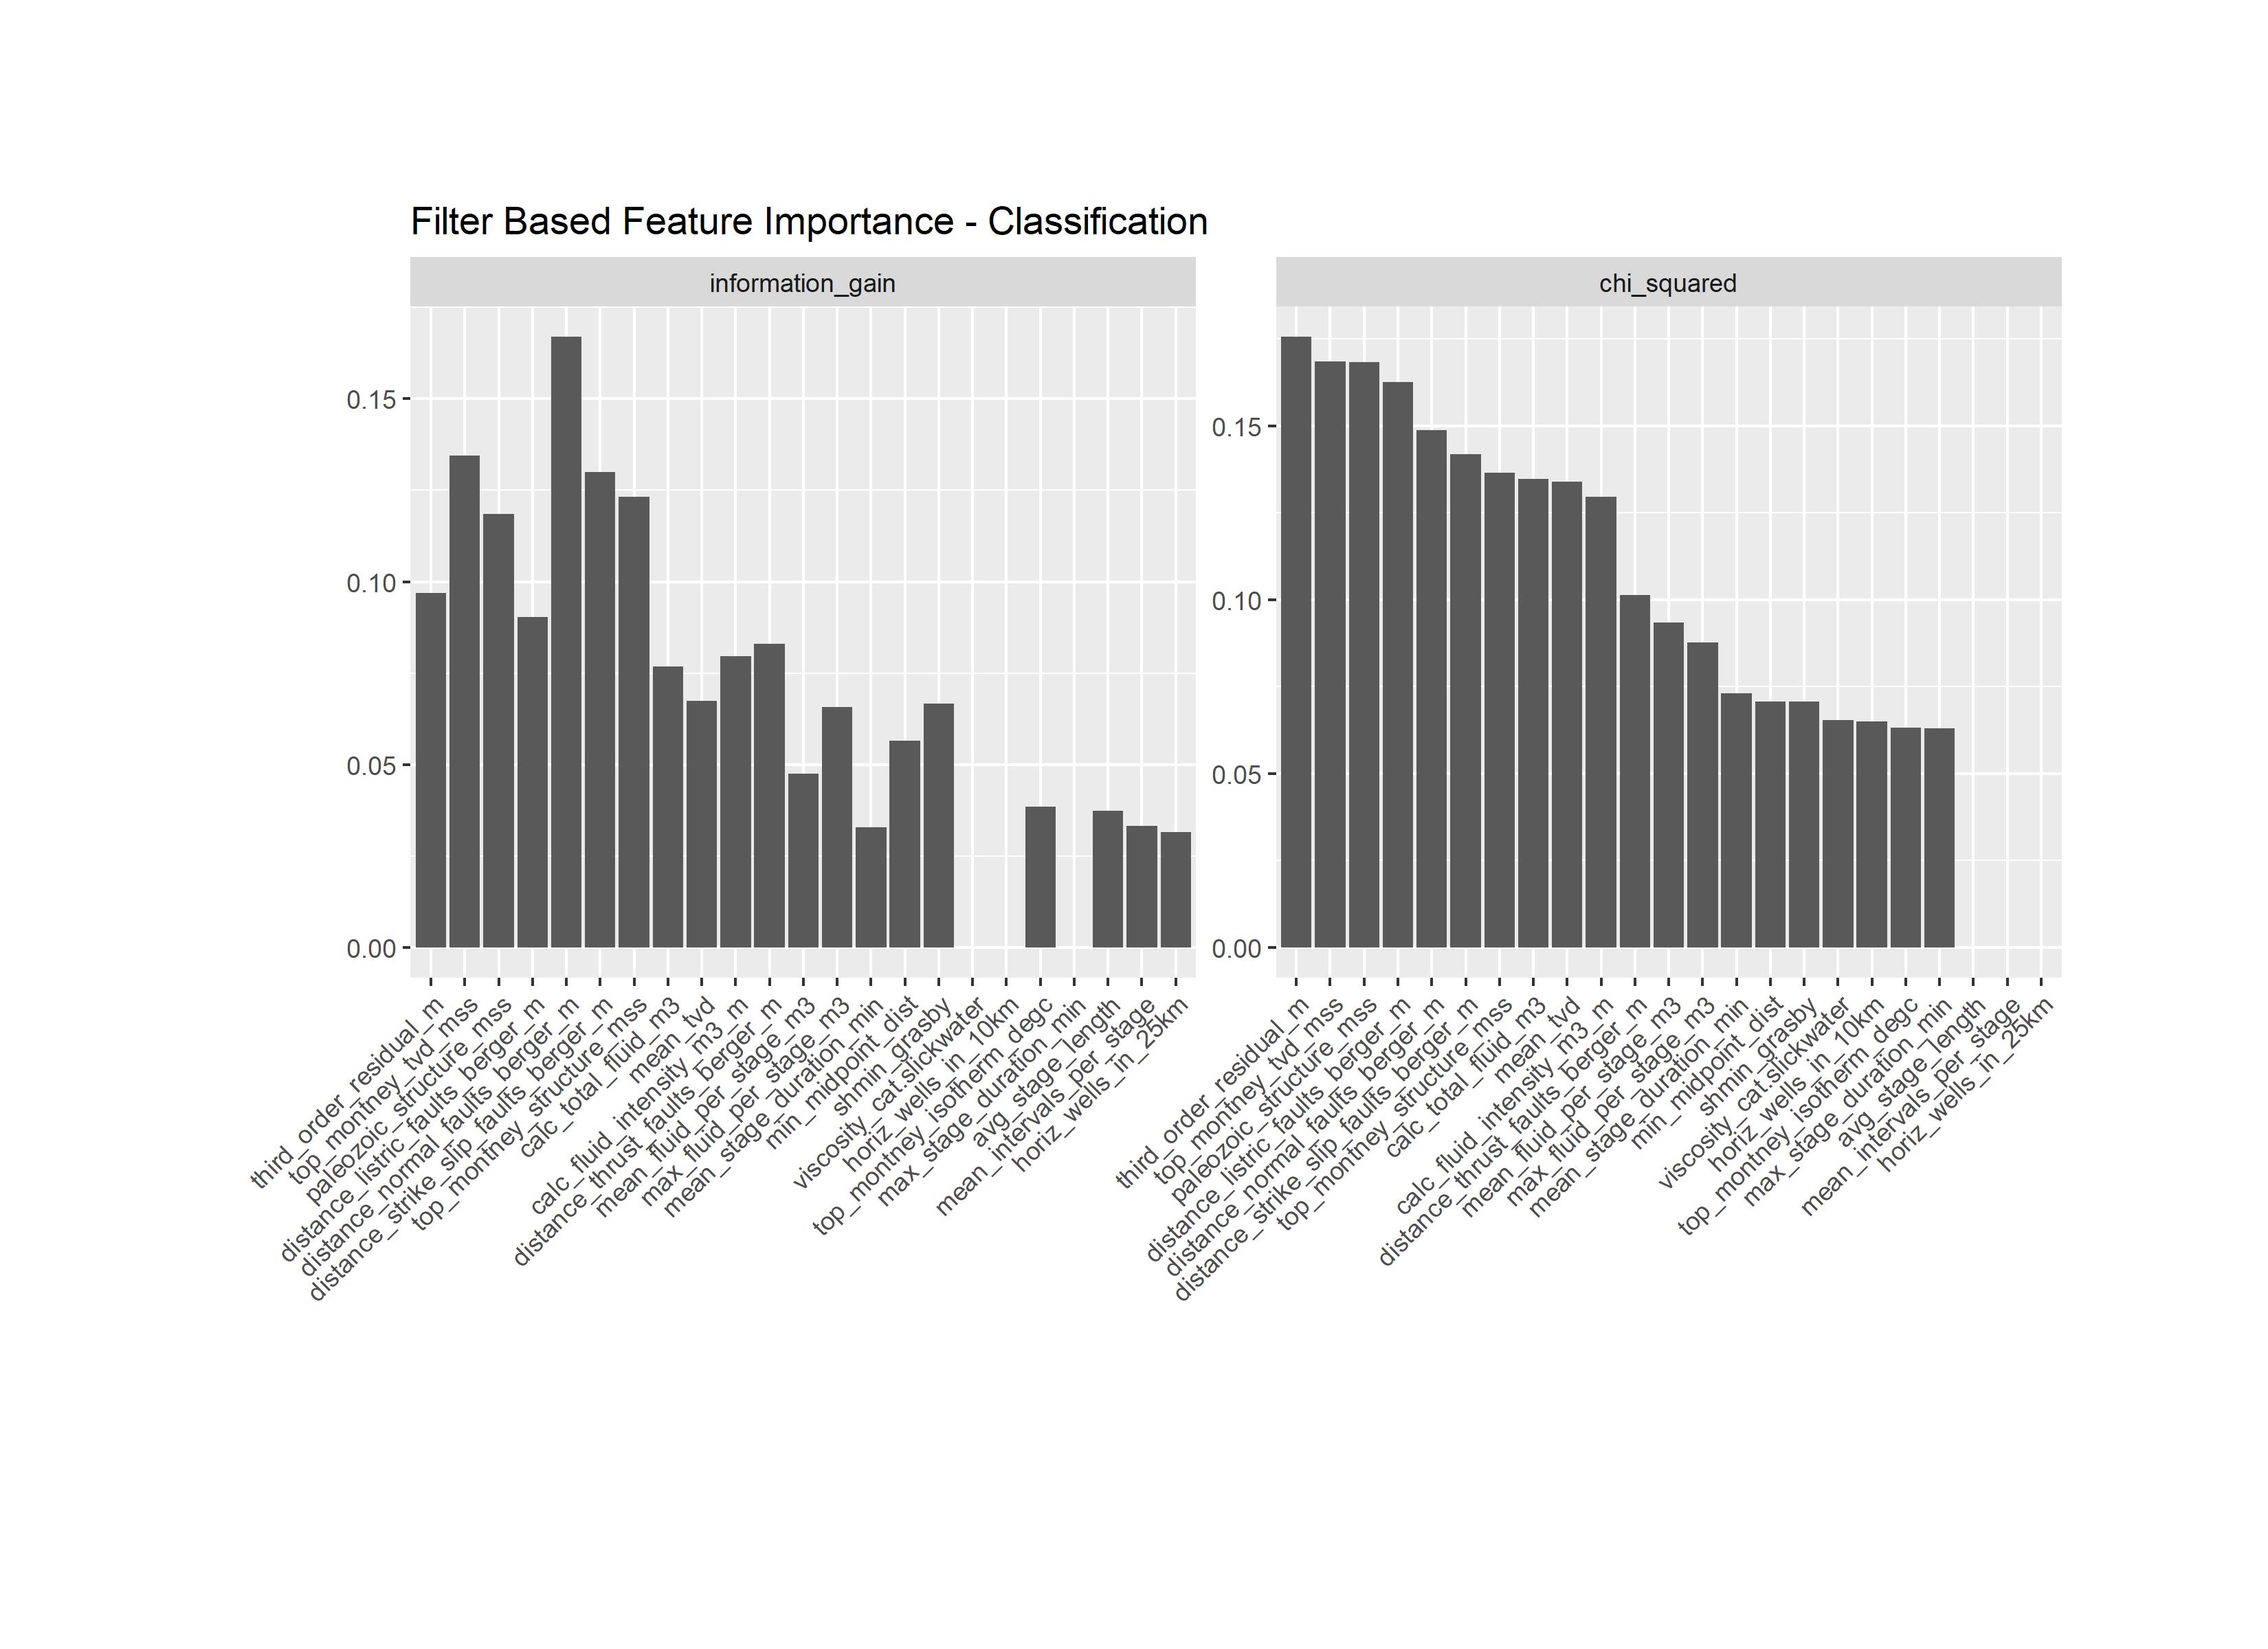 Filter Based Feature Importance - Classification
information_gain
chi_squared
0.15
0.10
0.05
0.00
0.15
0.10
0.05
0.00
third_order_residual_m
top_montney_tvd_mss
paleozoic_structure_mss
distance_listric_faults_berger_m
distance_normal_faults_berger_m
distance_strike_slip_faults_berger_m
top_montney_structure_mss
calc_total_fluid_m3
mean_tvd
calc_fluid_intensity_m3_m
distance_thrust_faults_berger_m
mean_fluid_per_stage_m3
max_fluid_per_stage_m3
mean_stage_duration_min
min_midpoint_dist
shmin_grasby
viscosity_cat.slickwater
horiz_wells_in_10km
top_montney_isotherm_degc
max_stage_duration_min
avg_stage_length
mean_intervals_per_stage
horiz_wells_in_25km
third_order_residual_m
top_montney_tvd_mss
paleozoic_structure_mss
distance_listric_faults_berger_m
distance_normal_faults_berger_m
distance_strike_slip_faults_berger_m
top_montney_structure_mss
calc_total_fluid_m3
mean_tvd
calc_fluid_intensity_m3_m
distance_thrust_faults_berger_m
mean_fluid_per_stage_m3
max_fluid_per_stage_m3
mean_stage_duration_min
min_midpoint_dist
shmin_grasby
viscosity_cat.slickwater
horiz_wells_in_10km
top_montney_isotherm_degc
max_stage_duration_min
avg_stage_length
mean_intervals_per_stage
horiz_wells_in_25km